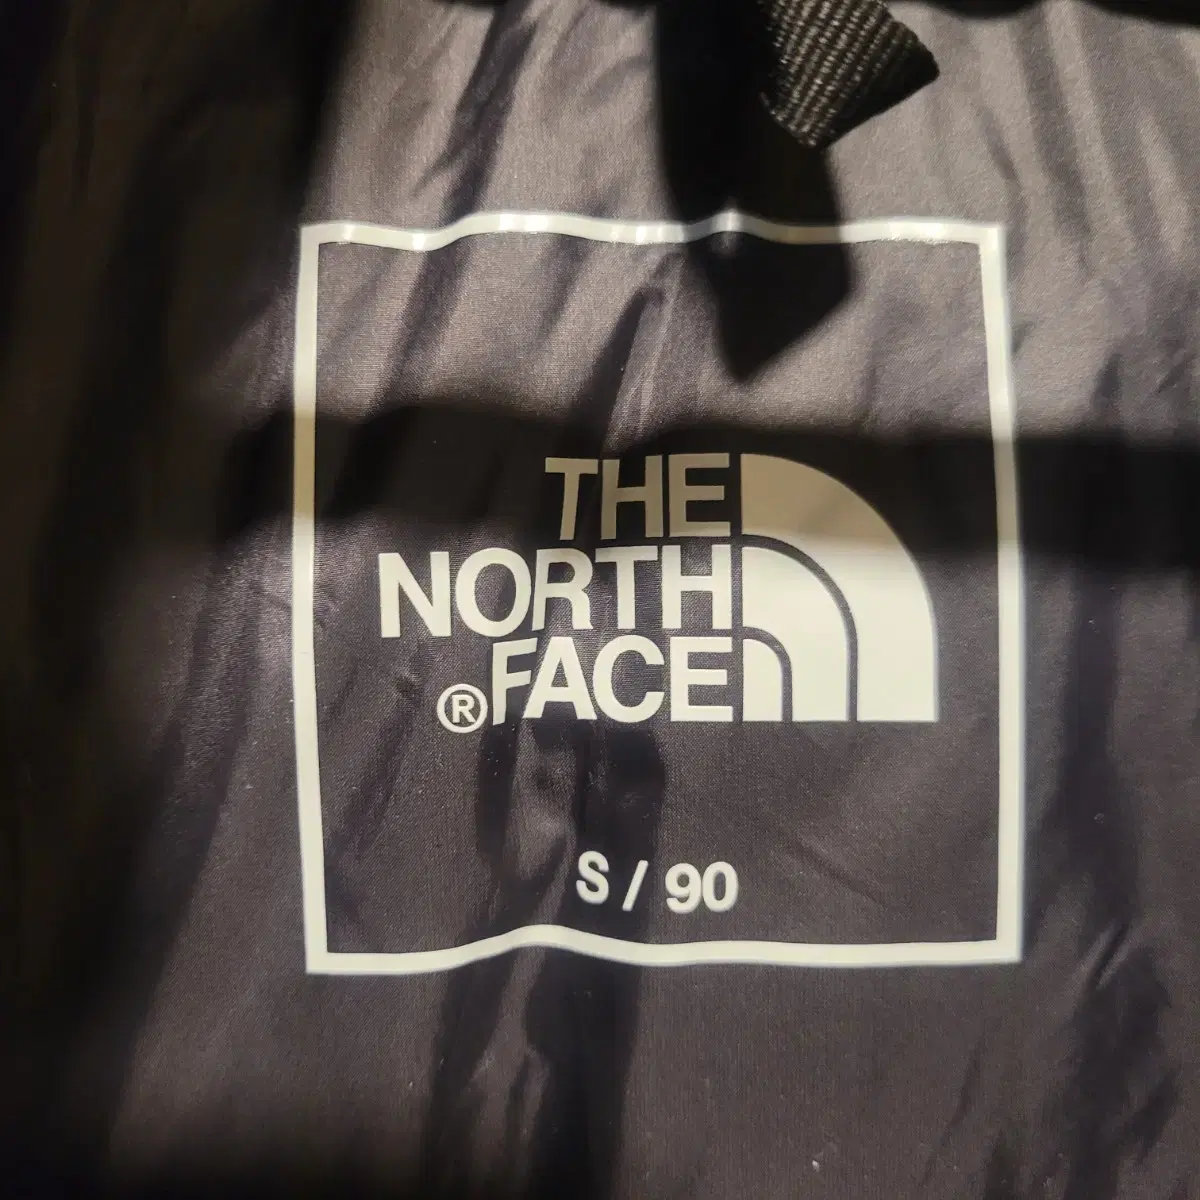 THE
NORTH
®FACE
S / 90